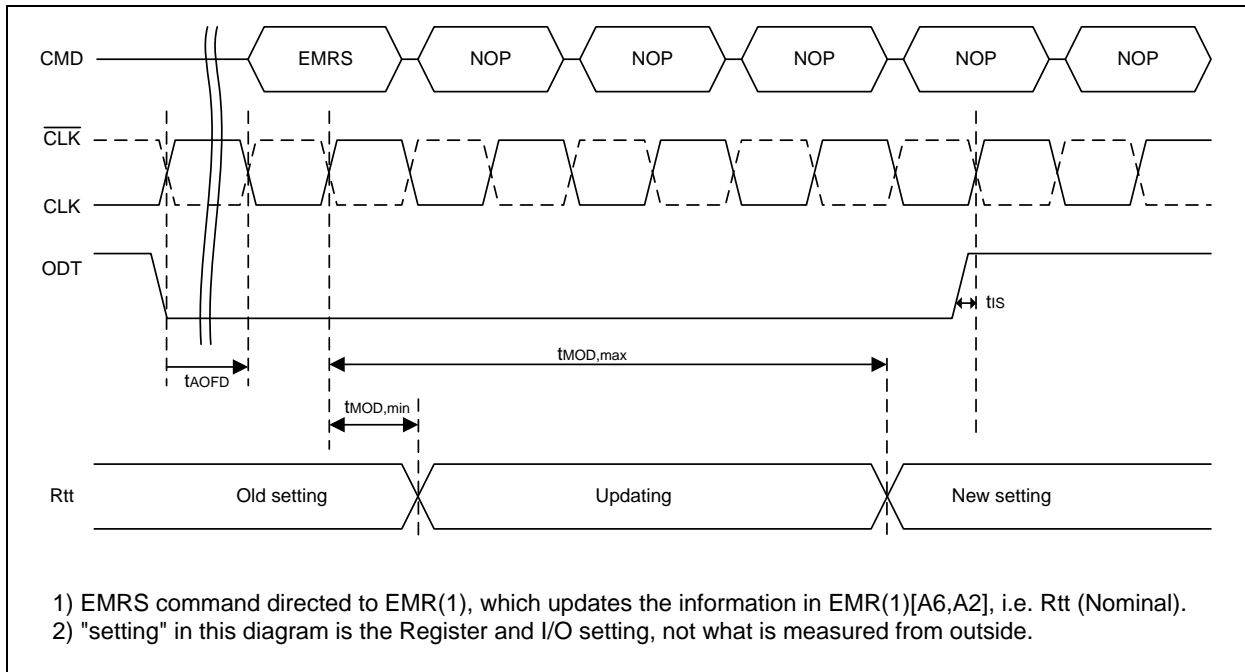 CMD
EMRS
NOP
NOP
NOP
NOP
NOP
CLK
CLK
ODT
tIS
tMOD,max
tAOFD
tMOD,min
Rtt
Old setting
Updating
New setting
1) EMRS command directed to EMR(1), which updates the information in EMR(1)[A6,A2], i.e. Rtt (Nominal).
2) "setting" in this diagram is the Register and I/O setting, not what is measured from outside.